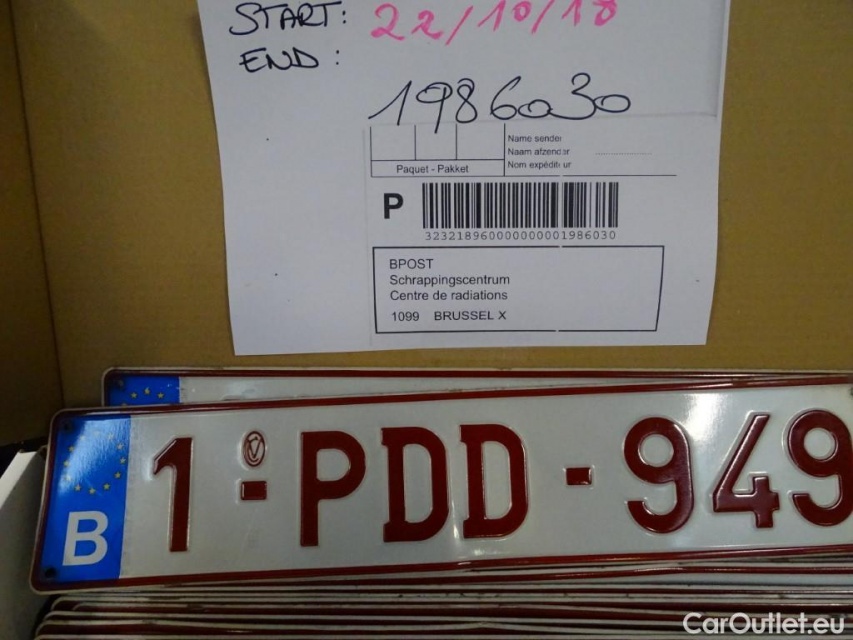 START: 22/10/18
END :
1986030
Name sender
Naam afzender
Nom expéditeur
Paquet - Pakket
P
323218960000000001986030
BPOST
Schrappingscentrum
Centre de radiations
1099 BRUSSEL X
B 1-PDD-949
CarOutlet.eu